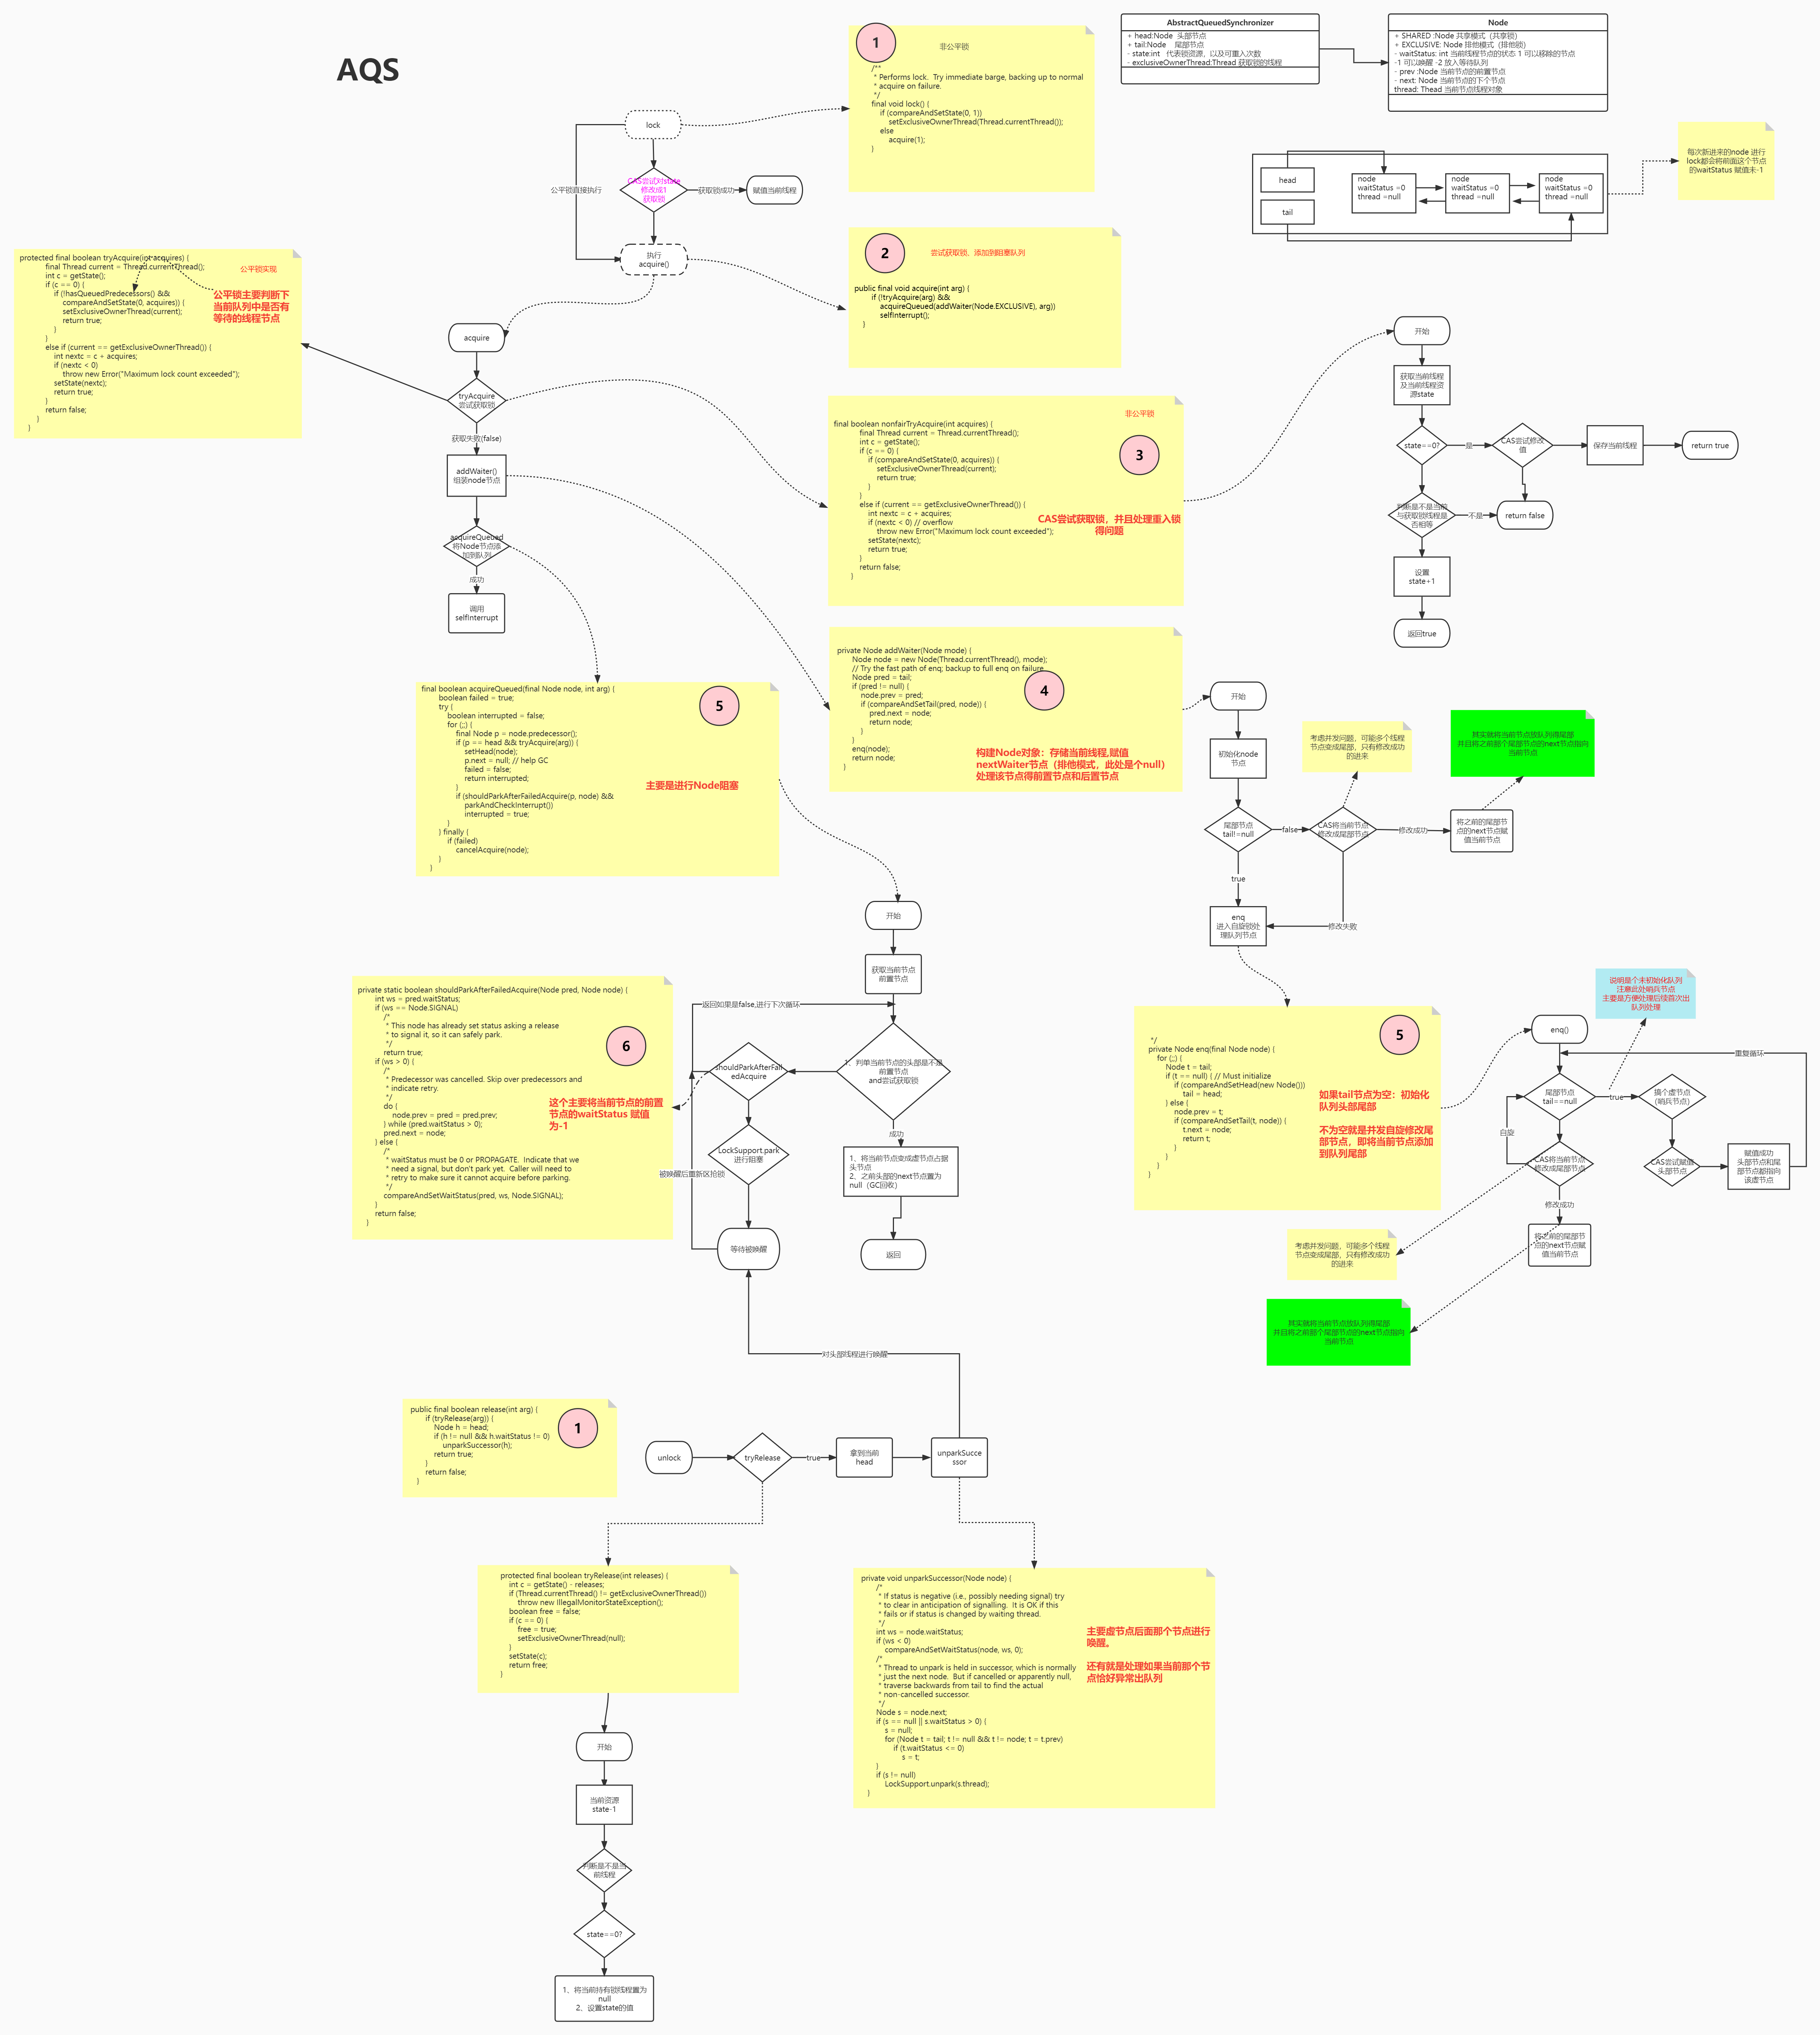 AQS
1
非公平锁
/**
* Performs lock.  Try immediate barge, backing up to normal
* acquire on failure.
*/
final void lock() {
if (compareAndSetState(0, 1))
setExclusiveOwnerThread(Thread.currentThread());
else
acquire(1);
}
AbstractQueuedSynchronizer
+ head:Node  头部节点
+ tail:Node    尾部节点
- state:int   代表锁资源，以及可重入次数
- exclusiveOwnerThread:Thread 获取锁的线程
Node
+ SHARED :Node 共享模式（共享锁）
+ EXCLUSIVE: Node 排他模式（排他锁）
- waitStatus: int 当前线程节点的状态 1 可以移除的节点
-1 可以唤醒 -2 放入等待队列
- prev :Node 当前节点的前置节点
- next: Node 当前节点的下个节点
thread: Thead 当前节点线程对象
head
tail
node
waitStatus =0
thread =null
node
waitStatus =0
thread =null
node
waitStatus =0
thread =null
每次新进来的node 进行
lock都会将前面这个节点
的waitStatus 赋值未-1
lock
公平锁直接执行
CAS尝试对state
修改成1
获取锁
获取锁成功
赋值当前线程
执行
acquire()
2
尝试获取锁，添加到阻塞队列
public final void acquire(int arg) {
if (!tryAcquire(arg) &&
acquireQueued(addWaiter(Node.EXCLUSIVE), arg))
selfInterrupt();
}
protected final boolean tryAcquire(int acquires) {
final Thread current = Thread.currentThread();
int c = getState();
if (c == 0) {
if (!hasQueuedPredecessors() &&
compareAndSetState(0, acquires)) {
setExclusiveOwnerThread(current);
return true;
}
}
else if (current == getExclusiveOwnerThread()) {
int nextc = c + acquires;
if (nextc < 0)
throw new Error("Maximum lock count exceeded");
setState(nextc);
return true;
}
return false;
}
}
公平锁实现
公平锁主要判断下
当前队列中是否有
等待的线程节点
acquire
tryAcquire
尝试获取锁
获取失败(false)
addWaiter()
组装node节点
acquireQueued
将Node节点添
加到队列
成功
调用
selfInterrupt
非公平锁
3
final boolean nonfairTryAcquire(int acquires) {
final Thread current = Thread.currentThread();
int c = getState();
if (c == 0) {
if (compareAndSetState(0, acquires)) {
setExclusiveOwnerThread(current);
return true;
}
}
else if (current == getExclusiveOwnerThread()) {
int nextc = c + acquires;
if (nextc < 0) // overflow
throw new Error("Maximum lock count exceeded");
setState(nextc);
return true;
}
return false;
}
CAS尝试获取锁，并且处理重入锁
得问题
开始
获取当前线程
及当前线程资
源state
state==0?
是
CAS尝试修改
值
保存当前线程
return true
判断是不是当前
与获取锁线程是
否相等
不是
return false
设置
state+1
返回true
4
private Node addWaiter(Node mode) {
Node node = new Node(Thread.currentThread(), mode);
// Try the fast path of enq; backup to full enq on failure
Node pred = tail;
if (pred != null) {
node.prev = pred;
if (compareAndSetTail(pred, node)) {
pred.next = node;
return node;
}
}
enq(node);
return node;
}
构建Node对象：存储当前线程,赋值
nextWaiter节点（排他模式，此处是个null）
处理该节点得前置节点和后置节点
开始
初始化node
节点
尾部节点
tail!=null
false
CAS将当前节点
修改成尾部节点
修改成功
将之前的尾部节
点的next节点赋
值当前节点
true
enq
进入自旋锁处
理队列节点
修改失败
考虑并发问题，可能多个线程
节点变成尾部，只有修改成功
的进来
其实就将当前节点放队列得尾部
并且将之前那个尾部节点的next节点指向
当前节点
5
final boolean acquireQueued(final Node node, int arg) {
boolean failed = true;
try {
boolean interrupted = false;
for (;;) {
final Node p = node.predecessor();
if (p == head && tryAcquire(arg)) {
setHead(node);
p.next = null; // help GC
failed = false;
return interrupted;
}
if (shouldParkAfterFailedAcquire(p, node) &&
parkAndCheckInterrupt())
interrupted = true;
}
} finally {
if (failed)
cancelAcquire(node);
}
}
主要是进行Node阻塞
开始
获取当前节点
前置节点
返回如果是false,进行下次循环
1、判单当前节点的头部是不是
前置节点
and尝试获取锁
shouldParkAfterFail
edAcquire
LockSupport.park
进行阻塞
被唤醒后重新区抢锁
等待被唤醒
成功
1、将当前节点变成虚节点占据
头节点
2、之前头部的next节点置为
null（GC回收）
返回
6
private static boolean shouldParkAfterFailedAcquire(Node pred, Node node) {
int ws = pred.waitStatus;
if (ws == Node.SIGNAL)
/*
* This node has already set status asking a release
* to signal it, so it can safely park.
*/
return true;
if (ws > 0) {
/*
* Predecessor was cancelled. Skip over predecessors and
* indicate retry.
*/
do {
node.prev = pred = pred.prev;
} while (pred.waitStatus > 0);
pred.next = node;
} else {
/*
* waitStatus must be 0 or PROPAGATE.  Indicate that we
* need a signal, but don't park yet.  Caller will need to
* retry to make sure it cannot acquire before parking.
*/
compareAndSetWaitStatus(pred, ws, Node.SIGNAL);
}
return false;
}
这个主要将当前节点的前置
节点的waitStatus 赋值
为-1
5
*/
private Node enq(final Node node) {
for (;;) {
Node t = tail;
if (t == null) { // Must initialize
if (compareAndSetHead(new Node()))
tail = head;
} else {
node.prev = t;
if (compareAndSetTail(t, node)) {
t.next = node;
return t;
}
}
}
}
如果tail节点为空：初始化
队列头部尾部
不为空就是并发自旋修改尾
部节点，即将当前节点添加
到队列尾部
说明是个未初始化队列
注意此处哨兵节点
主要是方便处理后续首次出
队列处理
enq()
重复循环
尾部节点
tail==null
true
搞个虚节点
(哨兵节点)
自旋
CAS将当前节点
修改成尾部节点
CAS尝试赋值
头部节点
赋值成功
头部节点和尾
部节点都指向
该虚节点
修改成功
将之前的尾部节
点的next节点赋
值当前节点
考虑并发问题，可能多个线程
节点变成尾部，只有修改成功
的进来
其实就将当前节点放队列得尾部
并且将之前那个尾部节点的next节点指向
当前节点
对头部线程进行唤醒
1
public final boolean release(int arg) {
if (tryRelease(arg)) {
Node h = head;
if (h != null && h.waitStatus != 0)
unparkSuccessor(h);
return true;
}
return false;
}
unlock
tryRelease
true
拿到当前
head
unparkSucce
ssor
protected final boolean tryRelease(int releases) {
int c = getState() - releases;
if (Thread.currentThread() != getExclusiveOwnerThread())
throw new IllegalMonitorStateException();
boolean free = false;
if (c == 0) {
free = true;
setExclusiveOwnerThread(null);
}
setState(c);
return free;
}
private void unparkSuccessor(Node node) {
/*
* If status is negative (i.e., possibly needing signal) try
* to clear in anticipation of signalling.  It is OK if this
* fails or if status is changed by waiting thread.
*/
int ws = node.waitStatus;
if (ws < 0)
compareAndSetWaitStatus(node, ws, 0);
/*
* Thread to unpark is held in successor, which is normally
* just the next node.  But if cancelled or apparently null,
* traverse backwards from tail to find the actual
* non-cancelled successor.
*/
Node s = node.next;
if (s == null || s.waitStatus > 0) {
s = null;
for (Node t = tail; t != null && t != node; t = t.prev)
if (t.waitStatus <= 0)
s = t;
}
if (s != null)
LockSupport.unpark(s.thread);
}
主要虚节点后面那个节点进行
唤醒。
还有就是处理如果当前那个节
点恰好异常出队列
开始
当前资源
state-1
判断是不是当
前线程
state==0?
1、将当前持有锁线程置为
null
2、设置state的值